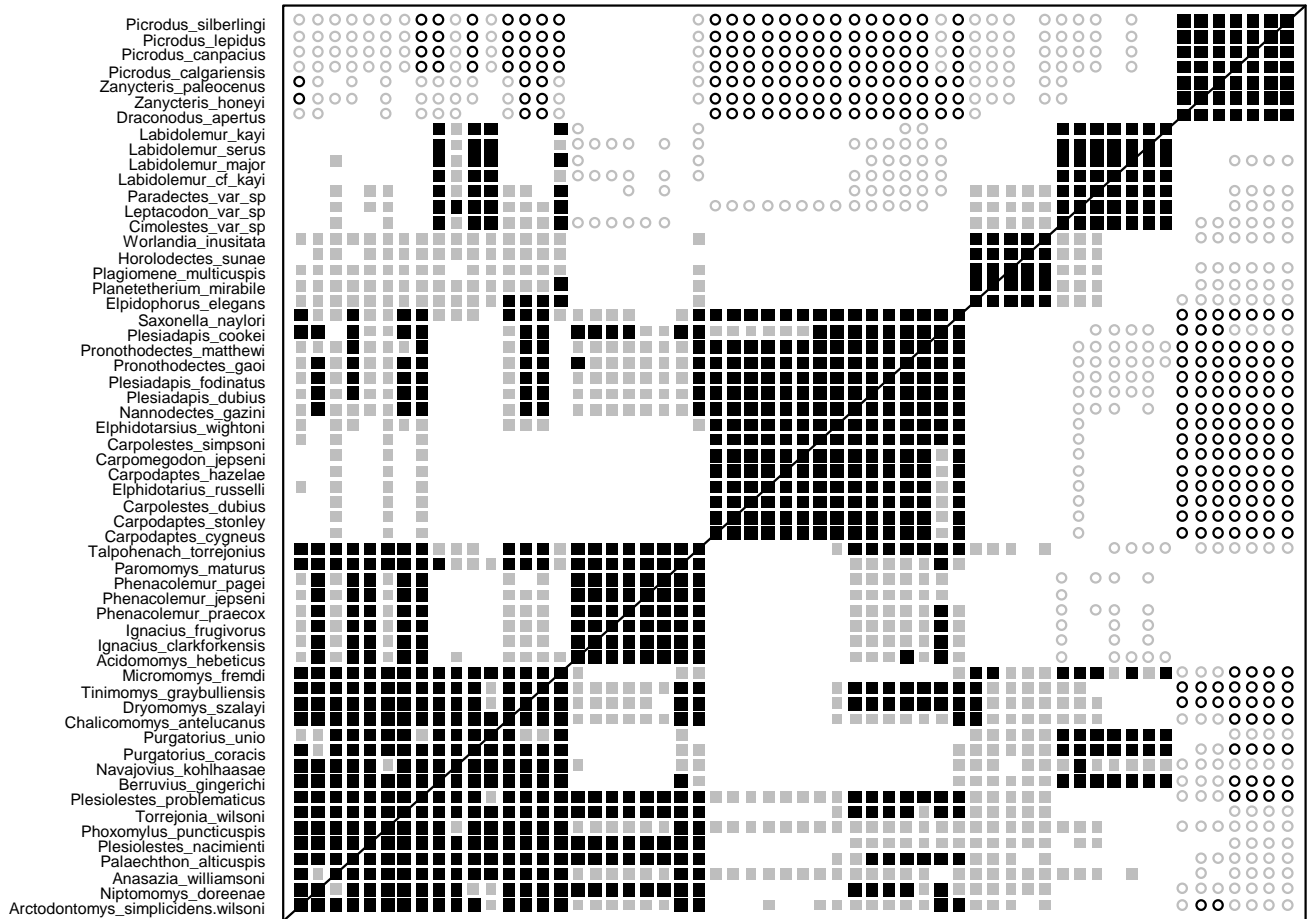 Picrodus_silberlingi
Picrodus_lepidus
Picrodus_canpacius
Picrodus_calgariensis
Zanycteris_paleocenus
Zanycteris_honeyi
Draconodus_apertus
Labidolemur_kayi
Labidolemur_serus
Labidolemur_major
Labidolemur_cf_kayi
Paradectes_var_sp
Leptacodon_var_sp
Cimolestes_var_sp
Worlandia_inusitata
Horolodectes_sunae
Plagiomene_multicuspis
Planetetherium_mirabile
Elpidophorus_elegans
Saxonella_naylori
Plesiadapis_cookei
Pronothodectes_matthewi
Pronothodectes_gaoi
Plesiadapis_fodinatus
Plesiadapis_dubius
Nannodectes_gazini
Elphidotarsius_wightoni
Carpolestes_simpsoni
Carpomegodon_jepseni
Carpodaptes_hazelae
Elphidotarius_russelli
Carpolestes_dubius
Carpodaptes_stonley
Carpodaptes_cygneus
Talpohenach_torrejonius
Paromomys_maturus
Phenacolemur_pagei
Phenacolemur_jepseni
Phenacolemur_praecox
Ignacius_frugivorus
Ignacius_clarkforkensis
Acidomomys_hebeticus
Micromomys_fremdi
Tinimomys_graybulliensis
Dryomomys_szalayi
Chalicomomys_antelucanus
Purgatorius_unio
Purgatorius_coracis
Navajovius_kohlhaasae
Berruvius_gingerichi
Plesiolestes_problematicus
Torrejonia_wilsoni
Phoxomylus_puncticuspis
Plesiolestes_nacimienti
Palaechthon_alticuspis
Anasazia_williamsoni
Niptomomys_doreenae
Arctodontomys_simplicidens.wilsoni